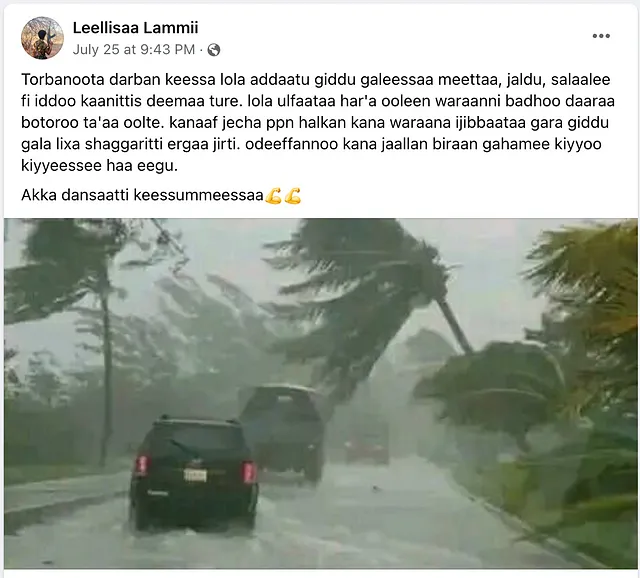 Leellisaa Lammii
July 25 at 9:43 PM ·
Torbanoota darban keessa lola addaatu giddu galeessaa meettaa, jaldu, salaalee
fi iddoo kaanittis deemaa ture. lola ulfaataa har'a ooleen waraanni badhoo daaraa
botoroo ta'aa oolte. kanaaf jecha ppn halkan kana waraana ijibbaataa gara giddu
gala lixa shaggaritti ergaa jirti. odeeffannoo kana jaallan biraan gahamee kiyyoo
kiyyeessee haa eegu.
Akka dansaatti keessummeessaa💪💪